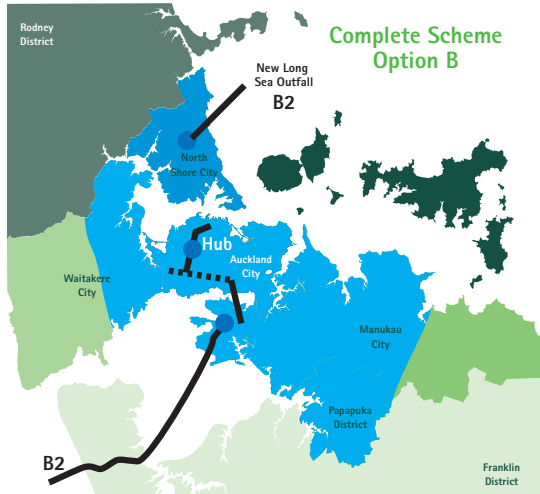 Rodney
District
Complete Scheme
Option B
New Long
Sea Outfall
B2
North
Shore City
Hub
Auckland
City
Waitakere
City
Manukau
City
Papapuka
District
B2
Franklin
District